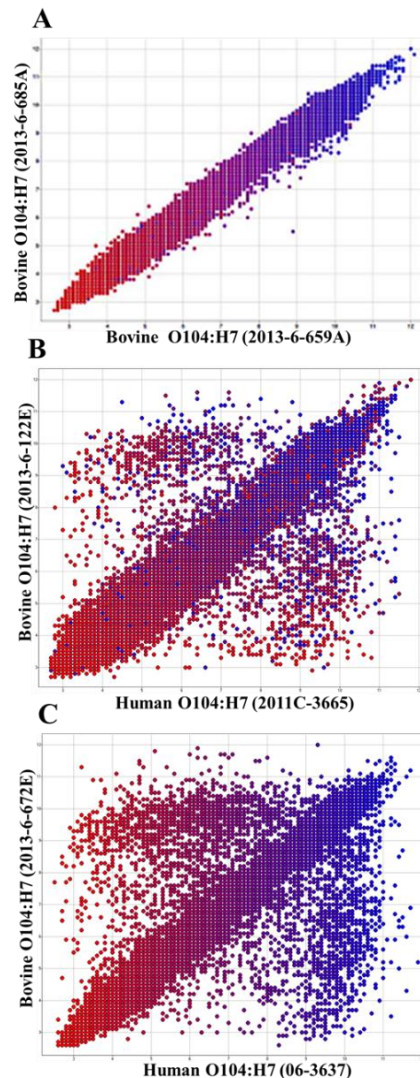 A
Bovine O104:H7 (2013-6-685A)
Bovine O104:H7 (2013-6-659A)
B
Bovine O104:H7 (2013-6-122E)
Human O104:H7 (2011C-3665)
C
Bovine O104:H7 (2013-6-672E)
Human O104:H7 (06-3637)